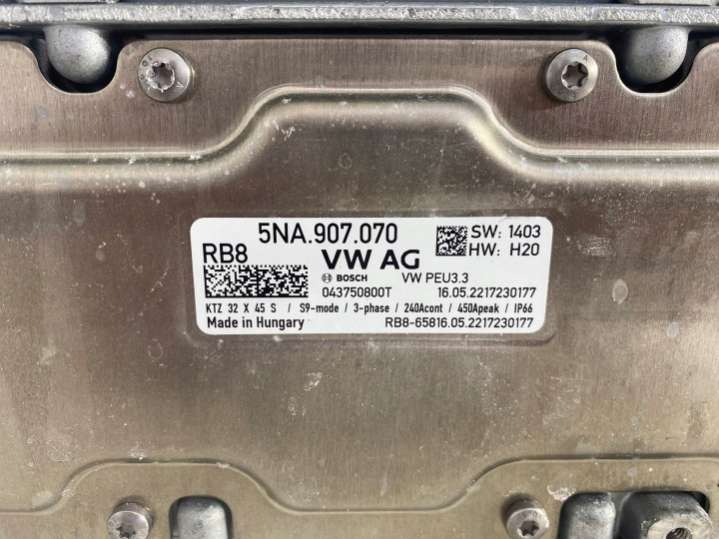 5NA.907.070
SW: 1403
RB8
VW AG
HW: H20
BOSCH
VW PEU3.3
043750800T
16.05.2217230177
KTZ 32 X 45 S / S9-mode / 3-phase / 240Acont / 450Apeak / IP66
Made in Hungary
RB8-65816.05.2217230177